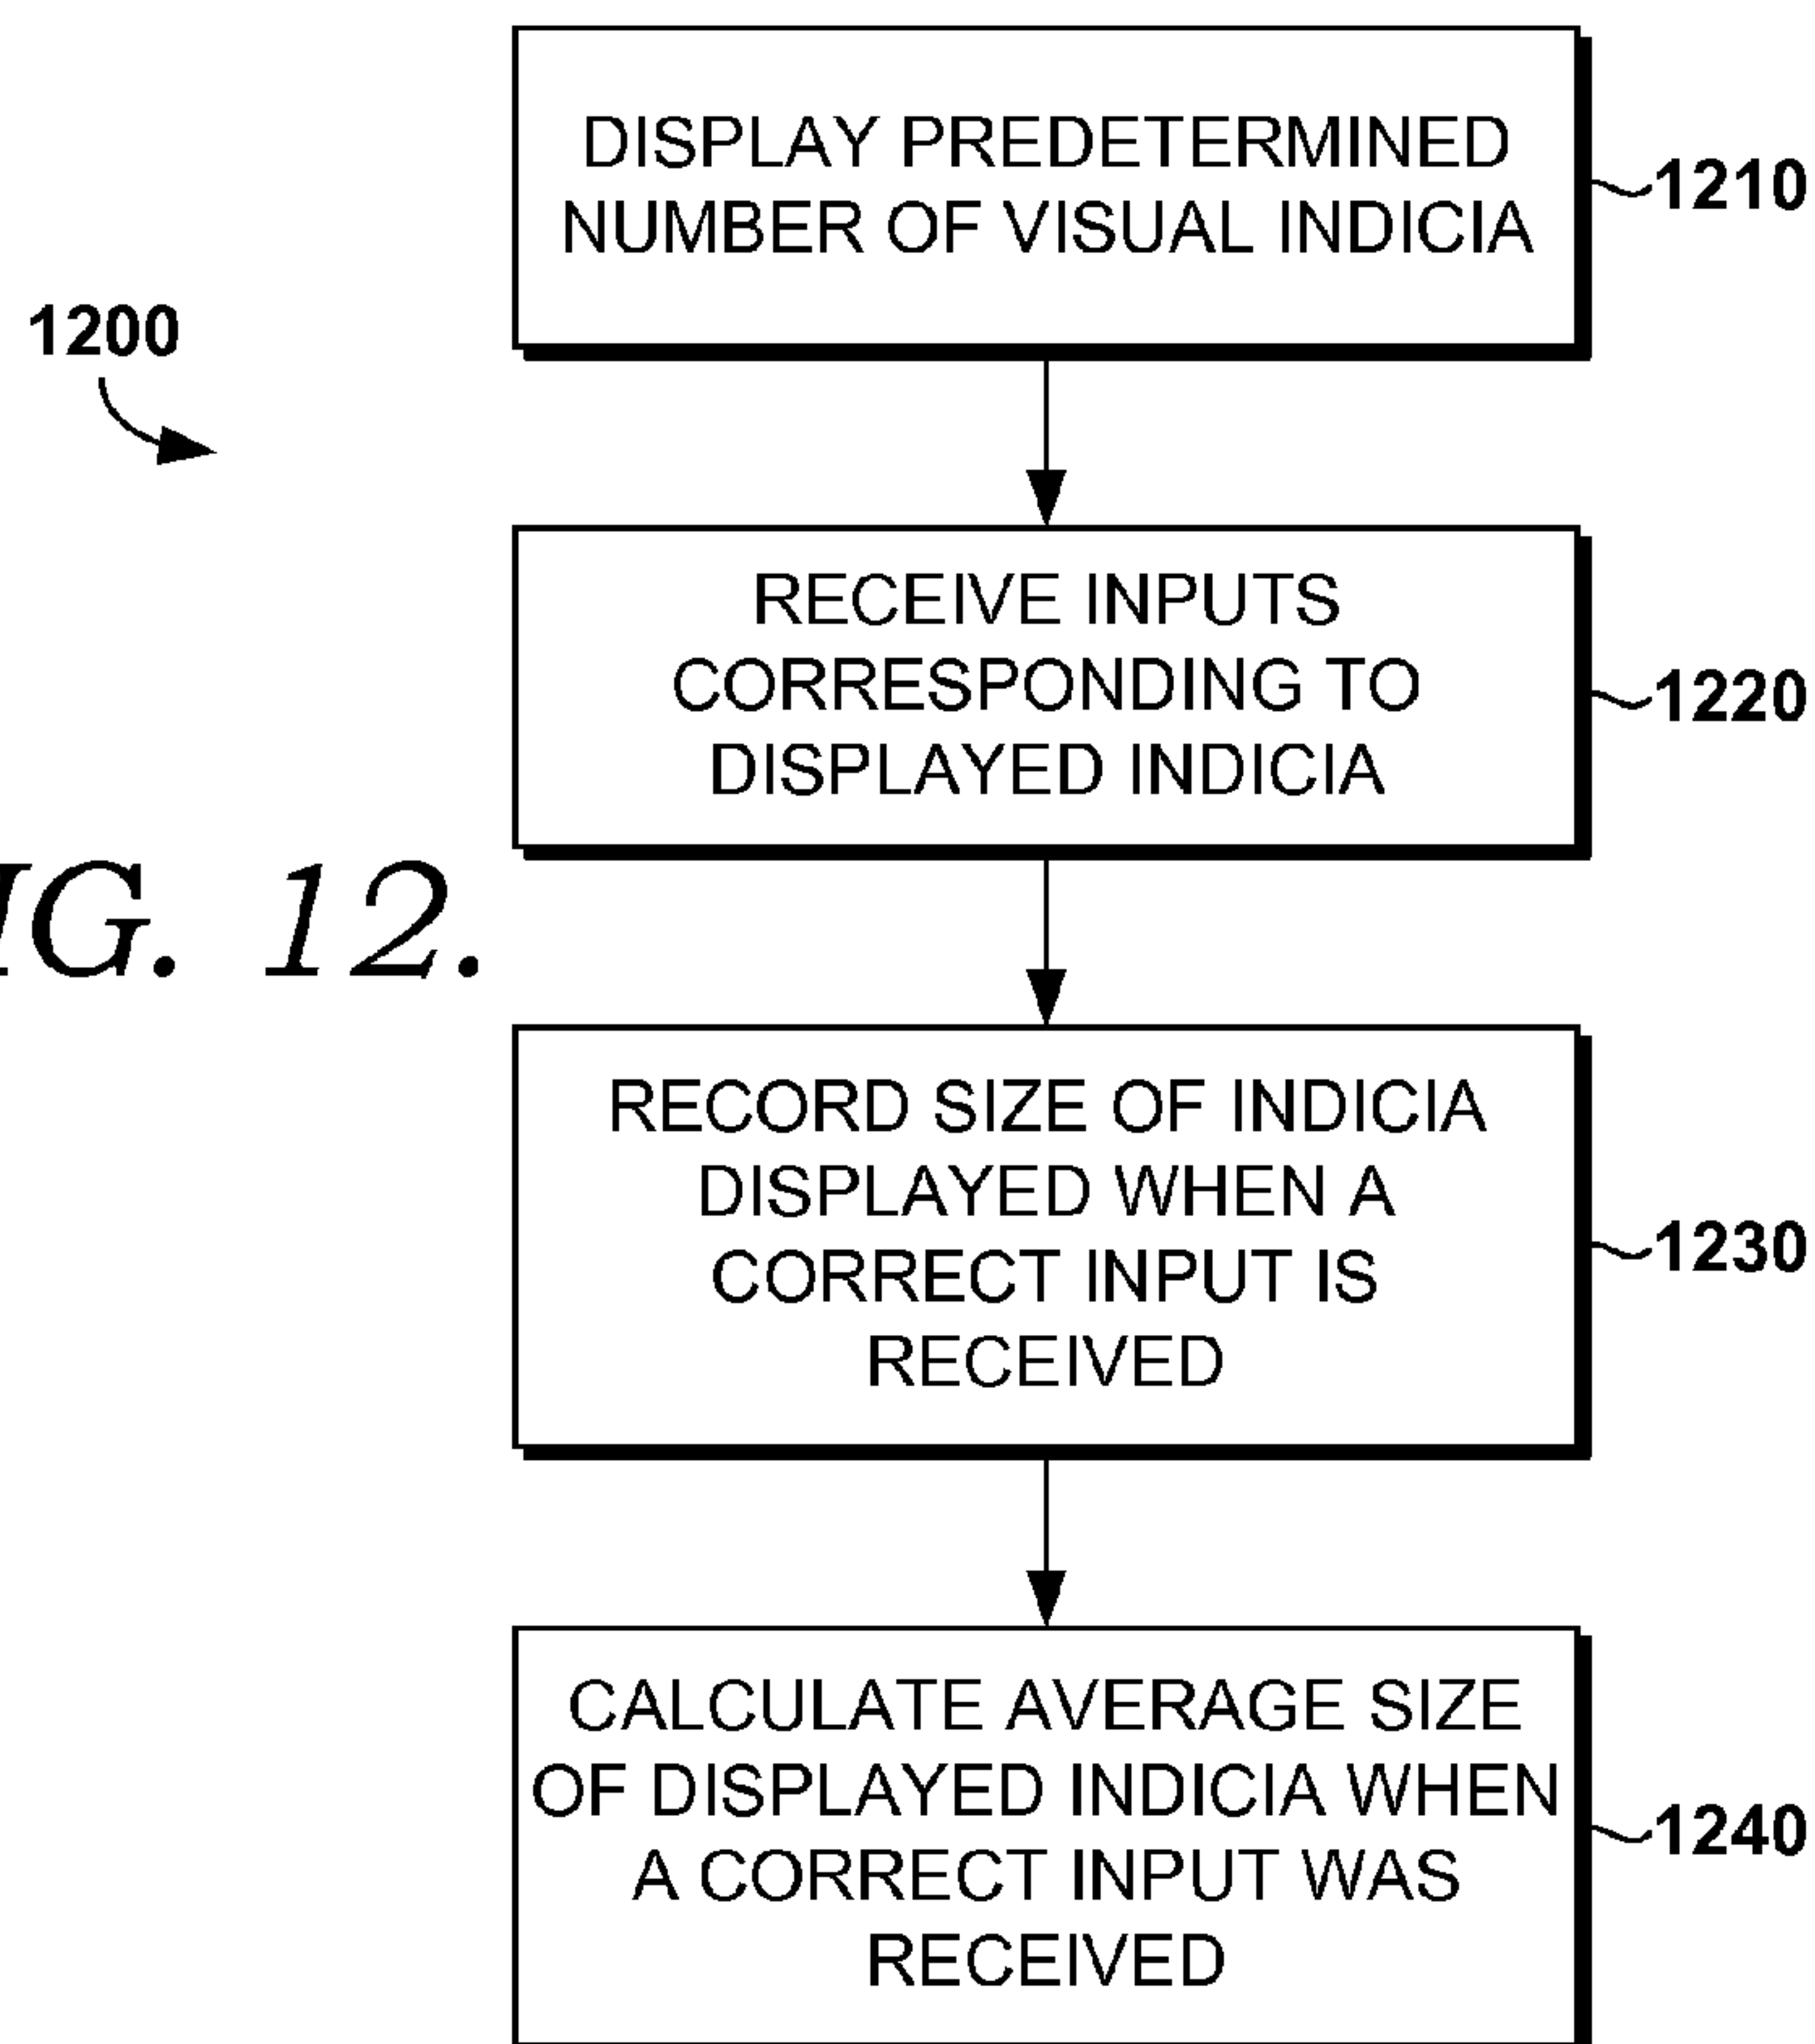 DISPLAY PREDETERMINED
NUMBER OF VISUAL INDICIA
1210
1200
RECEIVE INPUTS
CORRESPONDING TO
DISPLAYED INDICIA
1220
IG. 12.
RECORD SIZE OF INDICIA
DISPLAYED WHEN A
CORRECT INPUT IS
RECEIVED
1230
CALCULATE AVERAGE SIZE
OF DISPLAYED INDICIA WHEN
A CORRECT INPUT WAS
RECEIVED
1240